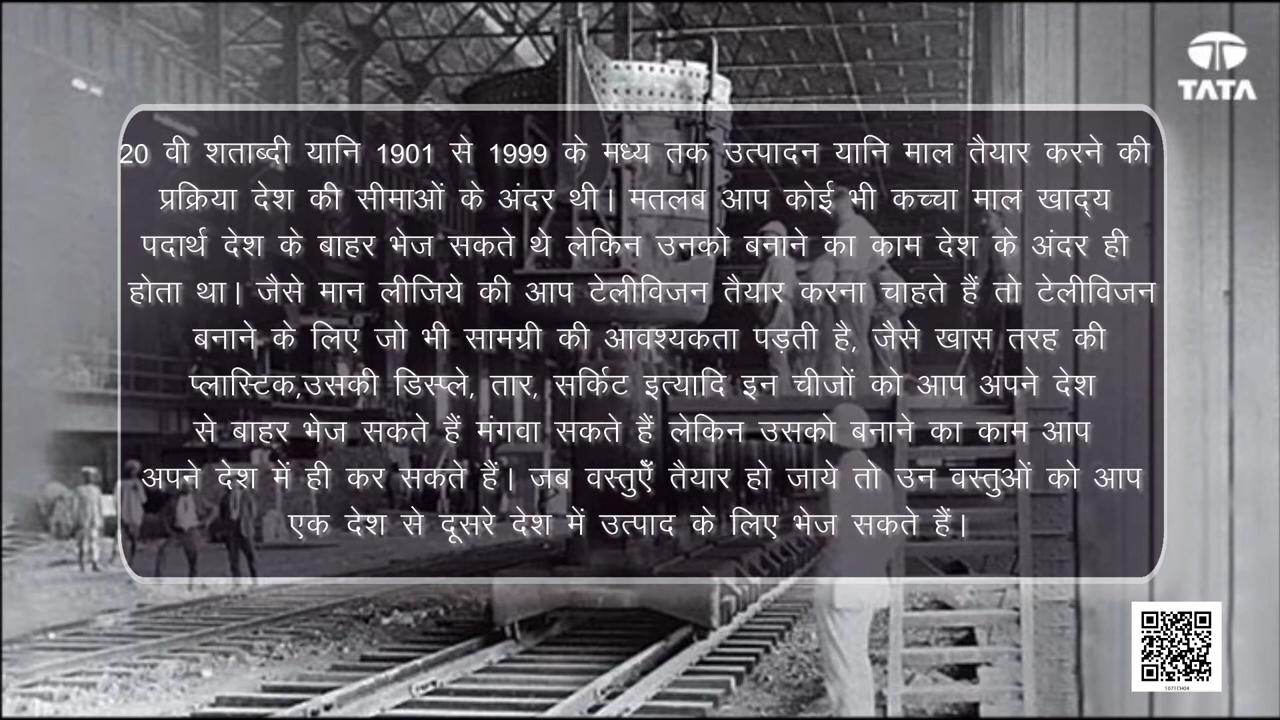 TATA
20 वी शताब्दी यानि 1901 से 1999 के मध्य तक उत्पादन यानि माल तैयार करने की
प्रक्रिया देश की सीमाओं के अंदर थी। मतलब आप कोई भी कच्चा माल खाद्य
पदार्थ देश के बाहर भेज सकते थे लेकिन उनको बनाने का काम देश के अंदर ही
होता था। जैसे मान लीजिये की आप टेलीविजन तैयार करना चाहते हैं तो टेलीविजन
बनाने के लिए जो भी सामग्री की आवश्यकता पड़ती है, जैसे खास तरह की
प्लास्टिक,उसकी डिस्प्ले, तार, सर्किट इत्यादि इन चीजों को आप अपने देश
से बाहर भेज सकते हैं मंगवा सकते हैं लेकिन उसको बनाने का काम आप
अपने देश में ही कर सकते हैं। जब वस्तुएँ तैयार हो जाये तो उन वस्तुओं को आप
एक देश से दूसरे देश में उत्पाद के लिए भेज सकते हैं।
1071CH04